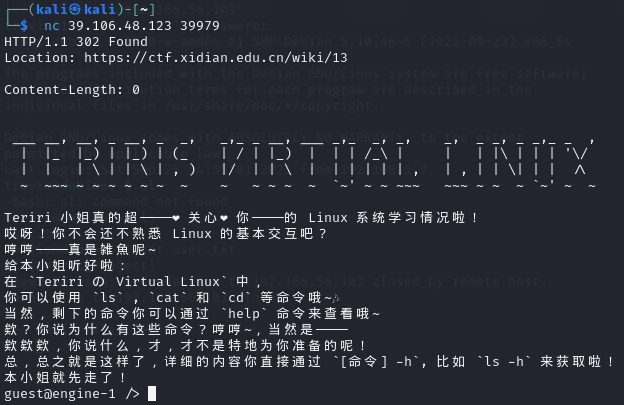 (kali㉿kali)-[~]
$ nc 39.106.48.123 39979
HTTP/1.1 302 Found
Location: https://ctf.xidian.edu.cn/wiki/13
Content-Length: 0
TERIRI'S VIRTUAL LINUX
Teriri 小姐真的超————❤ 关心❤ 你————的 Linux 系统学习情况啦！
哎呀！你不会还不熟悉 Linux 的基本交互吧？
哼哼————真是雑魚呢~
给本小姐听好啦：
在 `Teriri の Virtual Linux` 中，
你可以使用 `ls`，`cat` 和 `cd` 等命令哦~♪
当然，剩下的命令你可以通过 `help` 命令来查看哦~
欸？你说为什么有这些命令？哼哼~，当然是————
欸欸欸，你说什么，才，才不是特地为你准备的呢！
总，总之就是这样了，详细的内容你直接通过 `[命令] -h`，比如 `ls -h` 来获取啦！
本小姐就先走了！
guest@engine-1 />